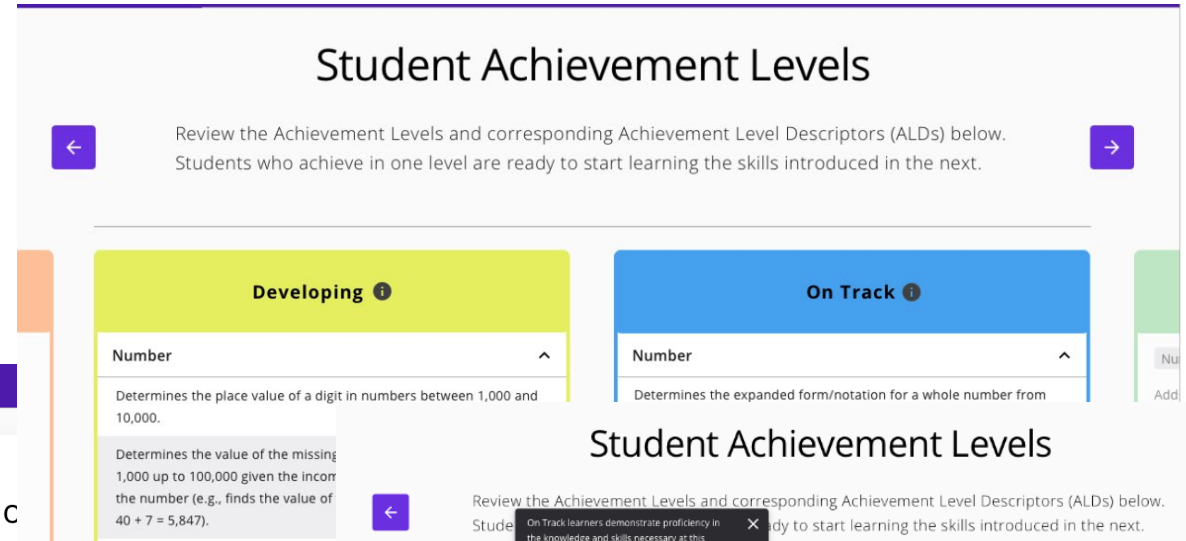 Student Achievement Levels
Review the Achievement Levels and corresponding Achievement Level Descriptors (ALDs) below.
Students who achieve in one level are ready to start learning the skills introduced in the next.
Developing
Number
Determines the place value of a digit in numbers between 1,000 and
10,000.
Determines the value of the missing
1,000 up to 100,000 given the
the number (e.g., finds the value of
40 + 7 = 5,847).
On Track
Number
Determines the expanded form/notation for a whole number from
Student Achievement Levels
Review the Achievement Levels and corresponding Achievement Level Descriptors (ALDs) below.
to start learning the skills introduced in the next.
On Track learners demonstrate proficiency in
the knowledge and skills necessary at this